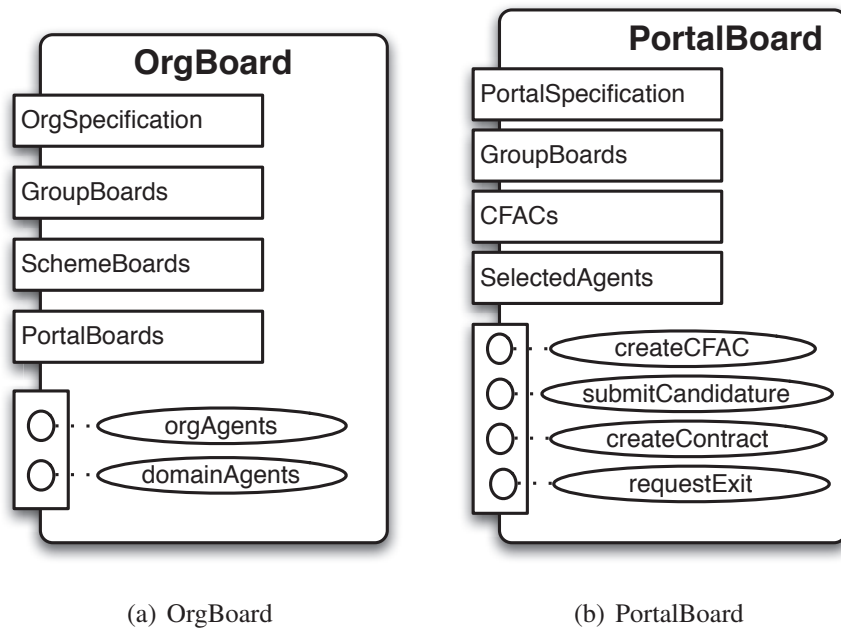 OrgBoard
OrgSpecification
GroupBoards
SchemeBoards
PortalBoards
orgAgents
domainAgents
(a) OrgBoard
PortalBoard
PortalSpecification
GroupBoards
CFACs
SelectedAgents
createCFAC
submitCandidature
createContract
requestExit
(b) PortalBoard